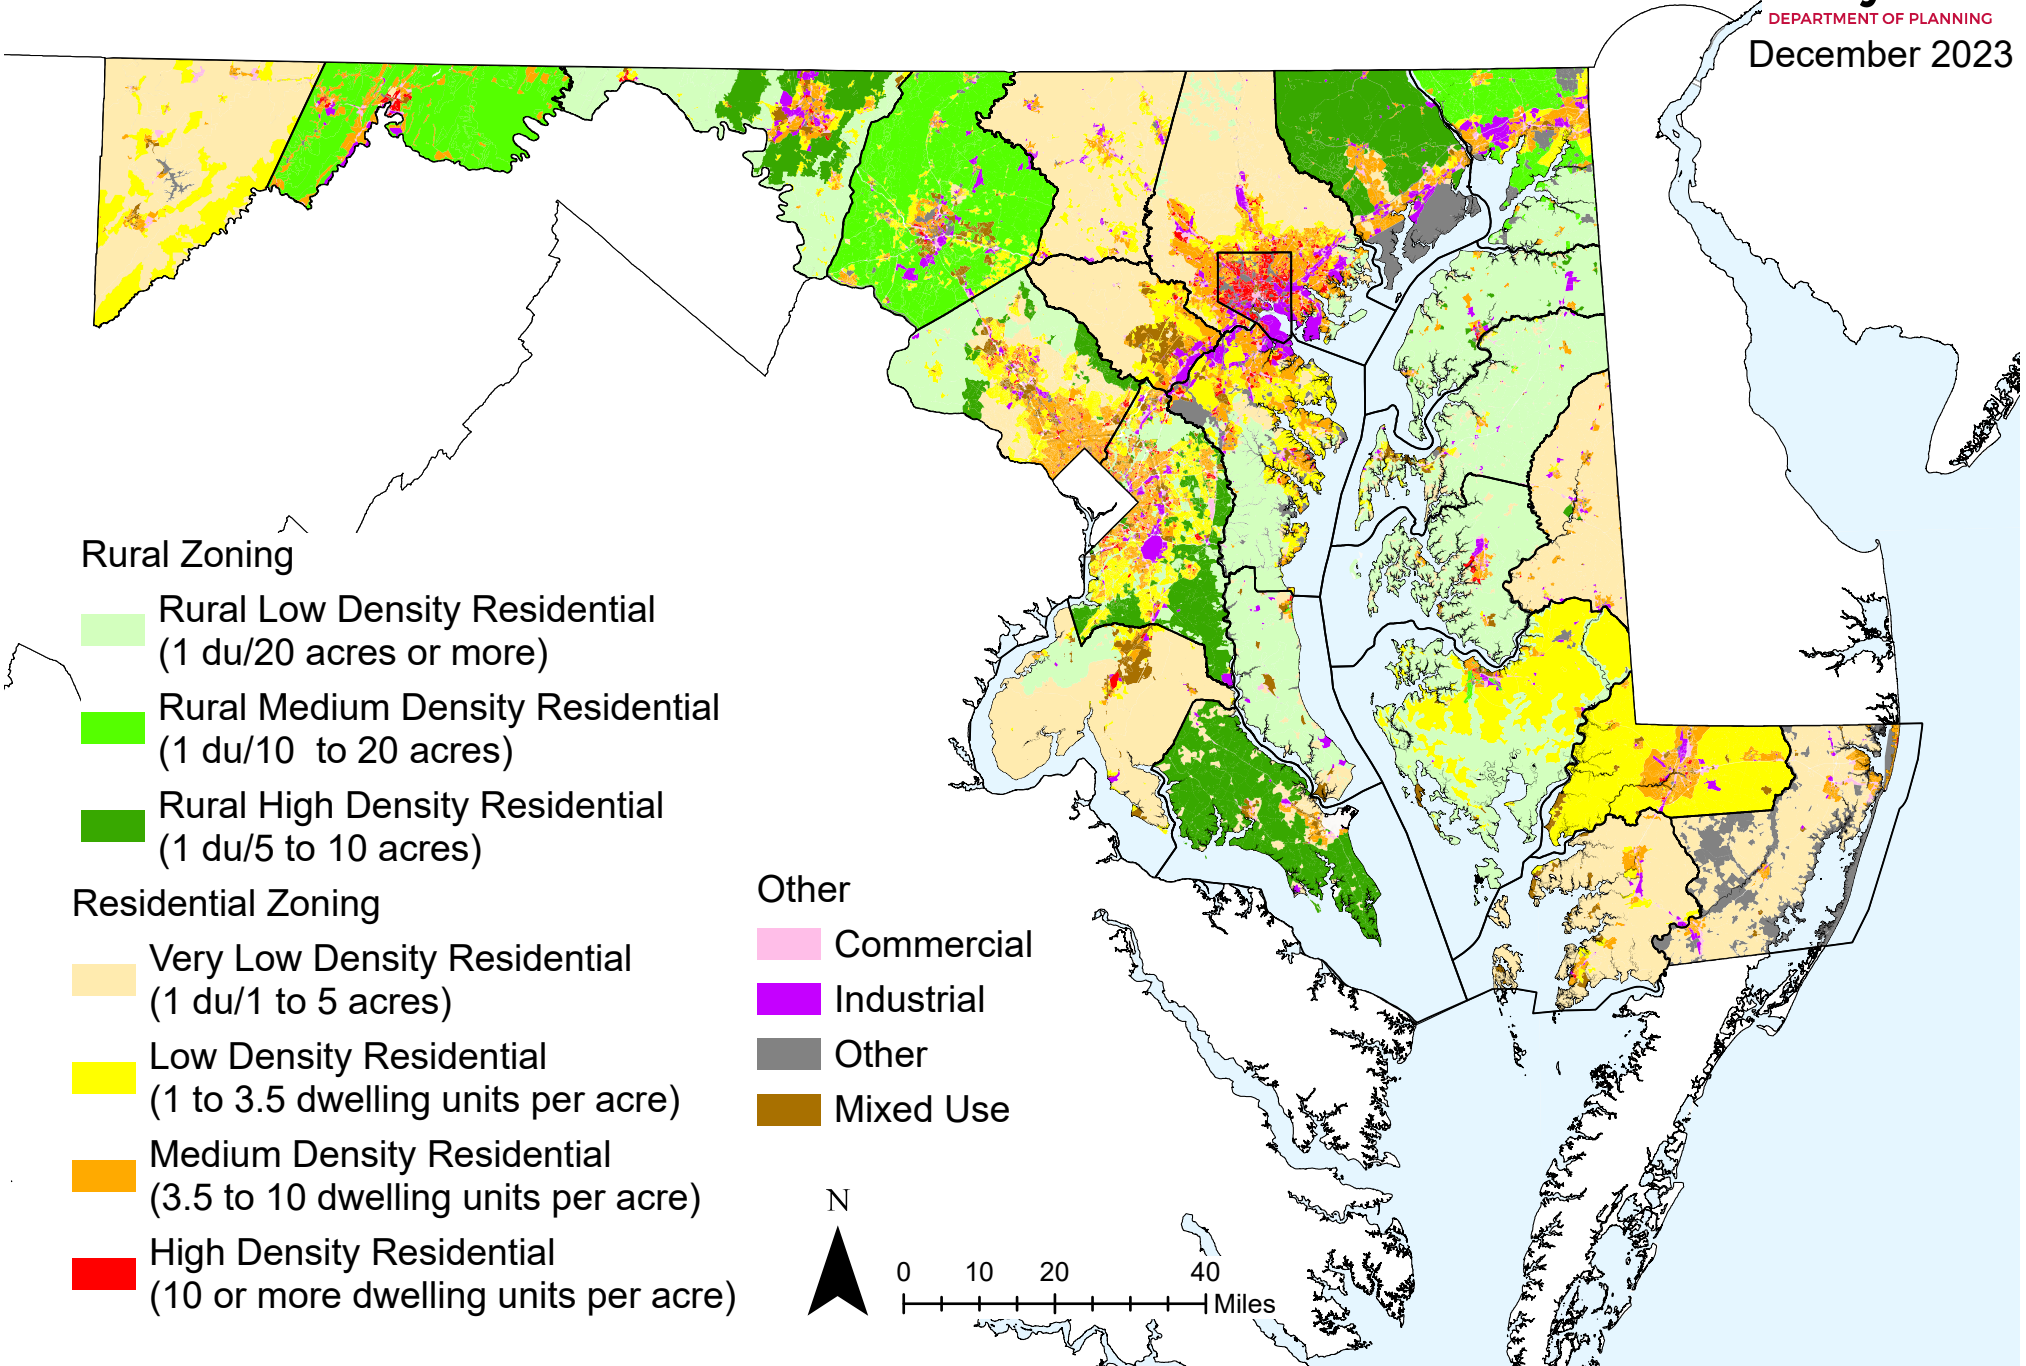 DEPARTMENT OF PLANNING
December 2023
Rural Zoning
Rural Low Density Residential
(1 du/20 acres or more)
Rural Medium Density Residential
(1 du/10  to 20 acres)
Rural High Density Residential
(1 du/5 to 10 acres)
Residential Zoning
Very Low Density Residential
(1 du/1 to 5 acres)
Low Density Residential
(1 to 3.5 dwelling units per acre)
Medium Density Residential
(3.5 to 10 dwelling units per acre)
High Density Residential
(10 or more dwelling units per acre)
Other
Commercial
Industrial
Other
Mixed Use
N
0 10 20 40
Miles